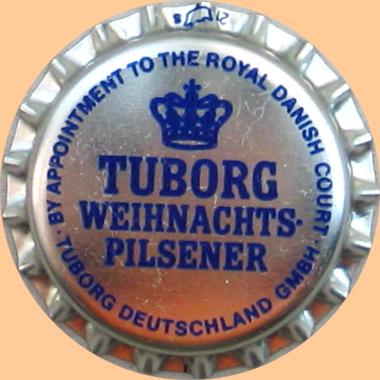 · BY APPOINTMENT TO THE ROYAL DANISH COURT ·
TUBORG
WEIHNACHTS-
PILSENER
TUBORG DEUTSCHLAND GMBH